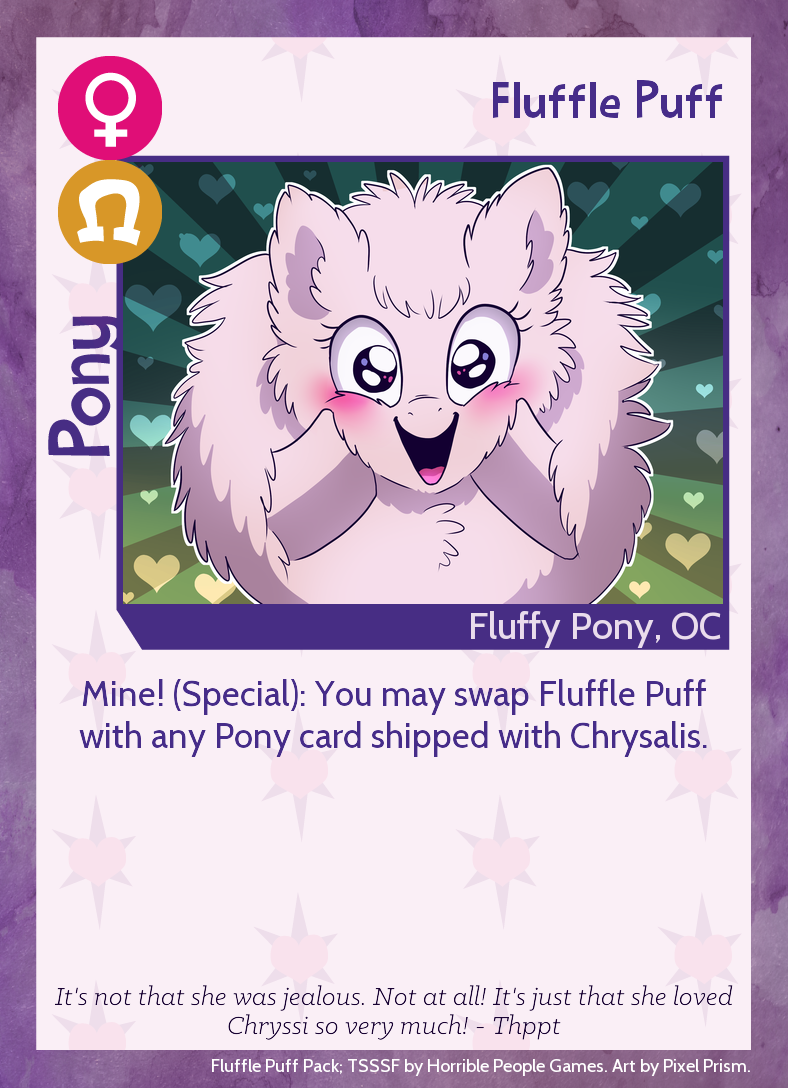 Fluffle Puff
Pony
Fluffy Pony, OC
Mine! (Special): You may swap Fluffle Puff
with any Pony card shipped with Chrysalis.
It's not that she was jealous. Not at all! It's just that she loved
Chryssi so very much! - Thppt
Fluffle Puff Pack; TSSSF by Horrible People Games. Art by Pixel Prism.